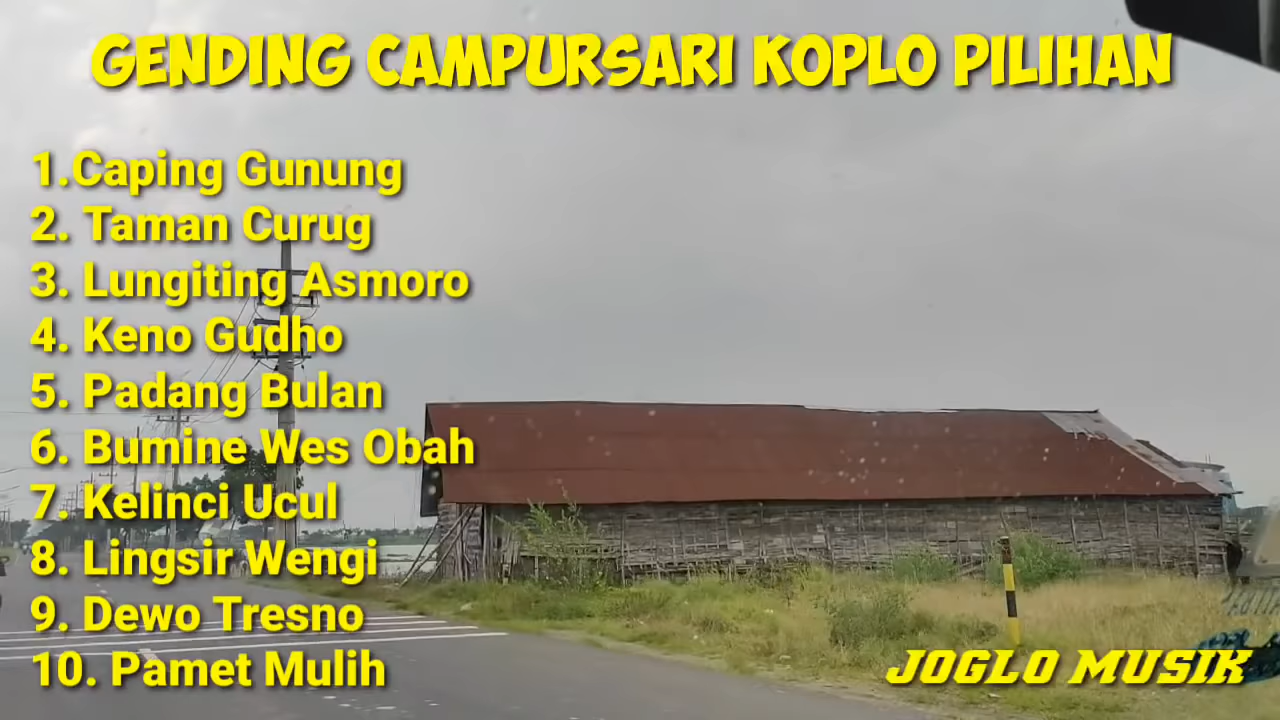 GENDING CAMPURSARI KOPLO PILIHAN
1.Caping Gunung
2. Taman Curug
3. Lungiting Asmoro
4. Keno Gudho
5. Padang Bulan
6. Bumine Wes Obah
7. Kelinci Ucul
8. Lingsir Wengi
9. Dewo Tresno
10. Pamet Mulih
JOGLO MUSIK